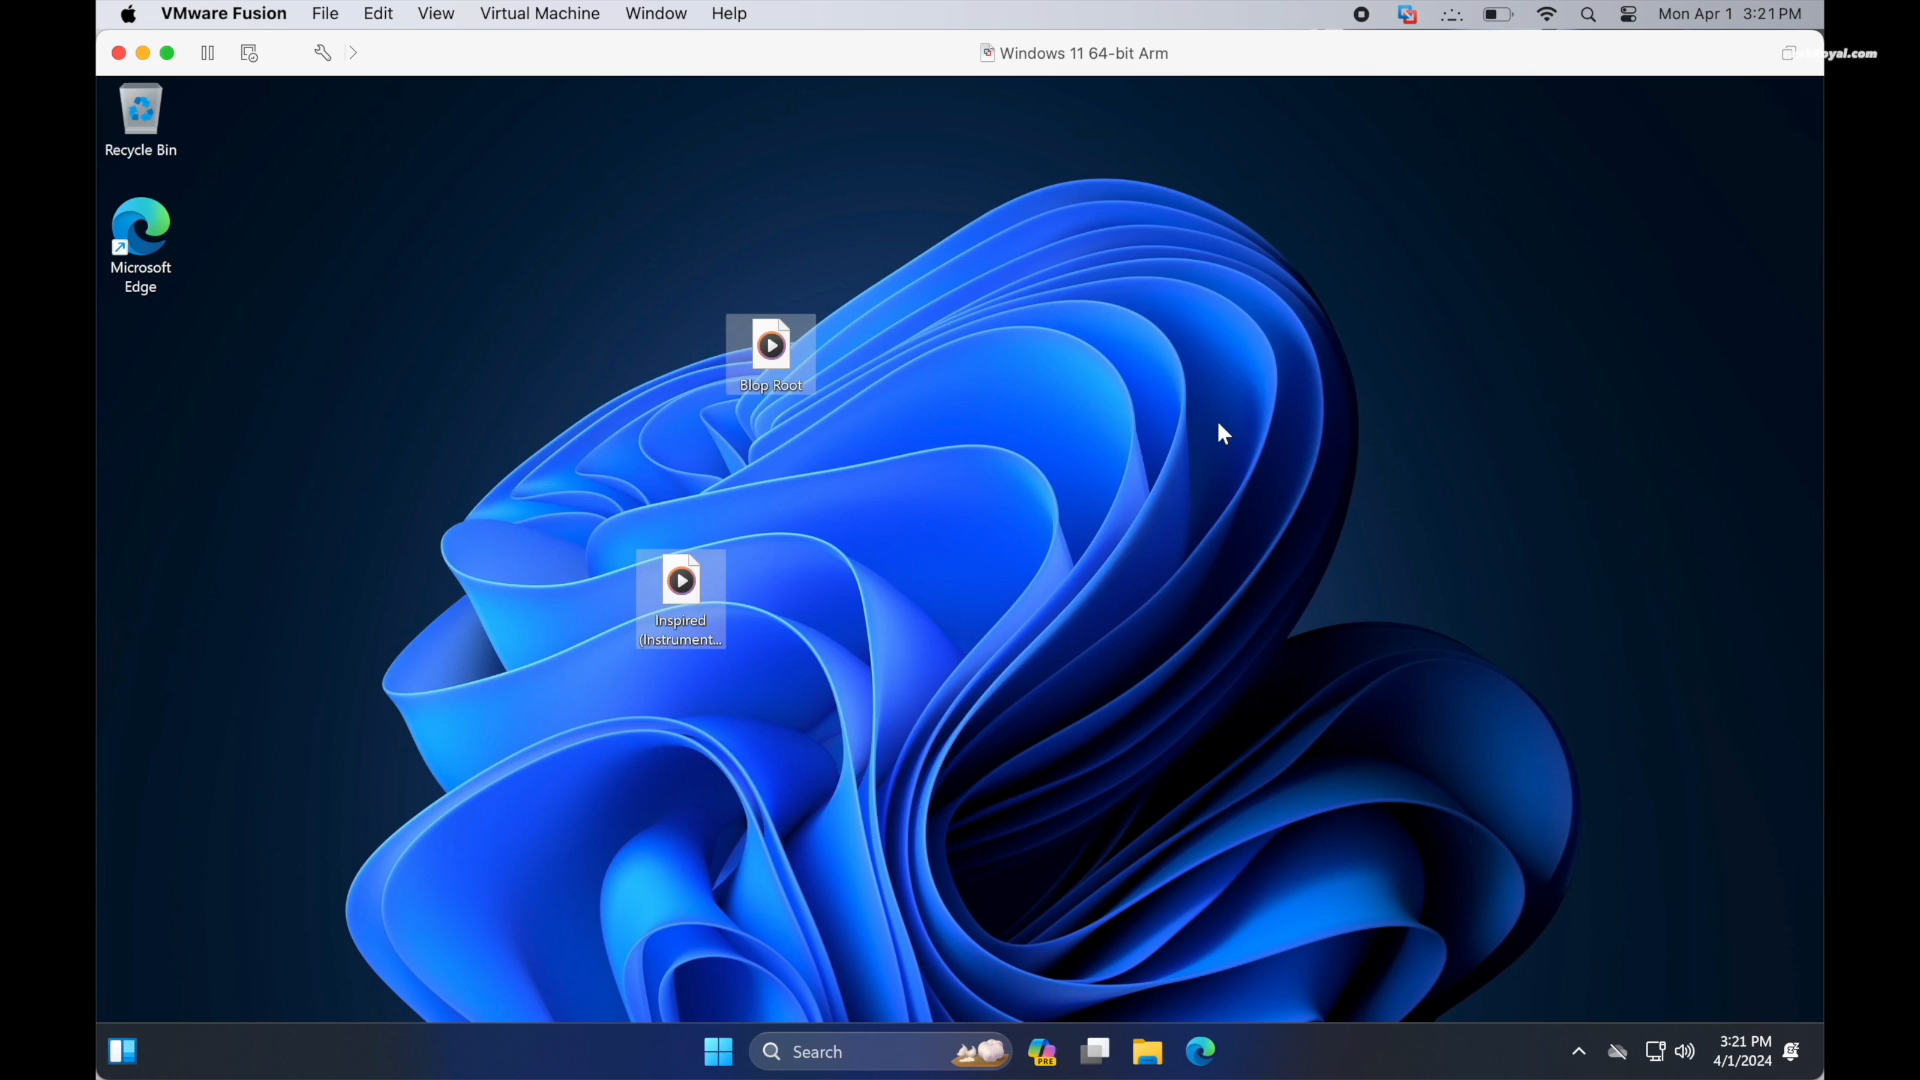 VMware Fusion File Edit View Virtual Machine Window Help Mon Apr 1 3:21 PM
Windows 11 64-bit Arm
Recycle Bin
Microsoft
Edge
Blop Root
Inspired
(Instrument...
Search
PRE
3:21 PM
4/1/2024